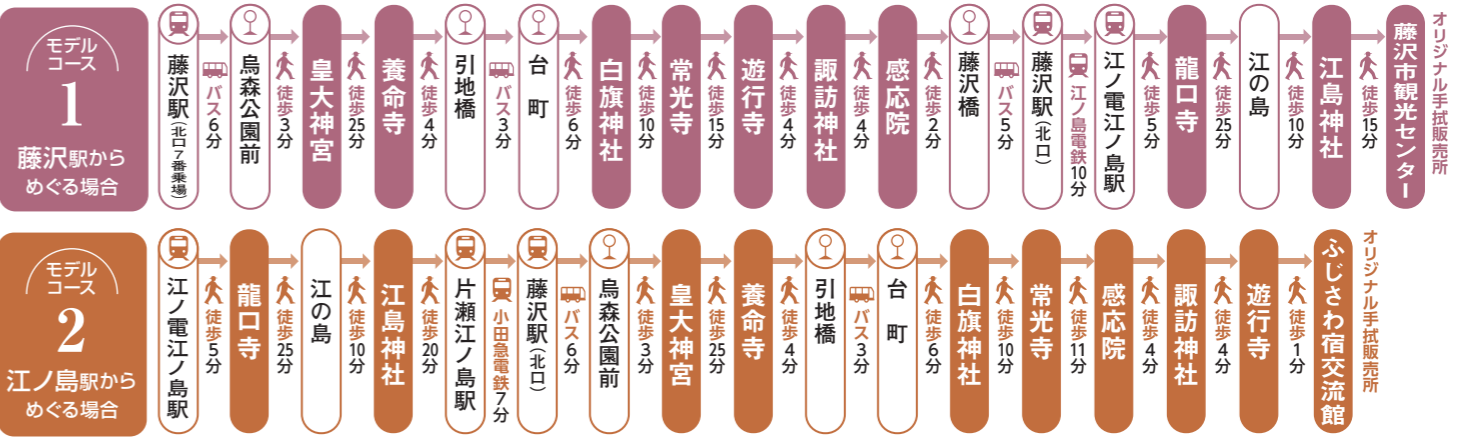 モデル
コース
1
藤沢駅から
めぐる場合
藤沢駅(北口7番乗場)
バス6分
烏森公園前
徒歩3分
皇大神宮
徒歩25分
養命寺
徒歩4分
引地橋
バス3分
台町
徒歩6分
白旗神社
徒歩10分
常光寺
徒歩15分
遊行寺
徒歩4分
諏訪神社
徒歩4分
感応院
徒歩2分
藤沢橋
バス5分
藤沢駅(北口)
江ノ島電鉄10分
江ノ電江ノ島駅
徒歩5分
龍口寺
徒歩25分
江の島
徒歩10分
江島神社
徒歩15分
藤沢市観光センター
オリジナル手拭販売所
モデル
コース
2
江ノ島駅から
めぐる場合
江ノ電江ノ島駅
徒歩5分
龍口寺
徒歩25分
江の島
徒歩10分
江島神社
徒歩20分
片瀬江ノ島駅
小田急電鉄7分
藤沢駅(北口)
バス6分
烏森公園前
徒歩3分
皇大神宮
徒歩25分
養命寺
徒歩4分
引地橋
バス3分
台町
徒歩6分
白旗神社
徒歩10分
常光寺
徒歩11分
感応院
徒歩4分
諏訪神社
徒歩4分
遊行寺
徒歩1分
ふじさわ宿交流館
オリジナル手拭販売所